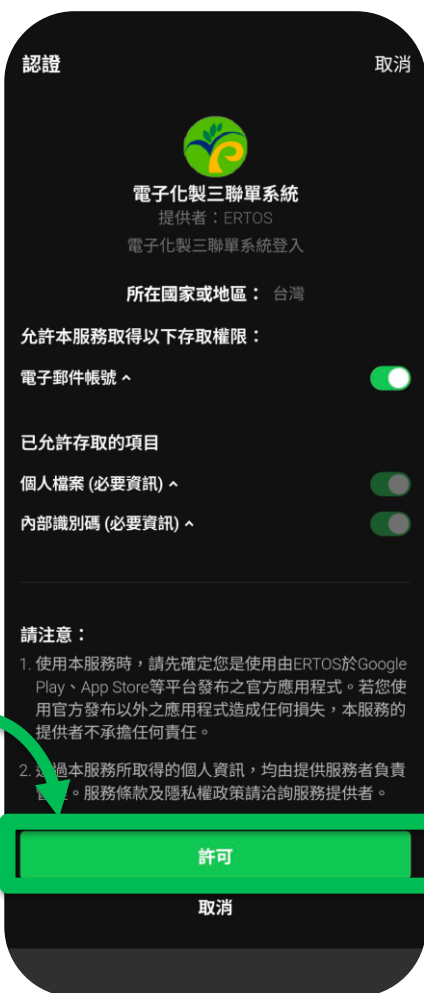 認證
取消
電子化製三聯單系統
提供者：ERTOS
電子化製三聯單系統登入
所在國家或地區： 台灣
允許本服務取得以下存取權限：
電子郵件帳號
已允許存取的項目
個人檔案 (必要資訊)
內部識別碼 (必要資訊)
請注意：
1. 使用本服務時，請先確定您是使用由ERTOS於Google
Play、App Store等平台發布之官方應用程式。若您使
用官方發布以外之應用程式造成任何損失，本服務的
提供者不承擔任何責任。
2. 過本服務所取得的個人資訊，均由提供服務者負責
。服務條款及隱私權政策請洽詢服務提供者。
許可
取消